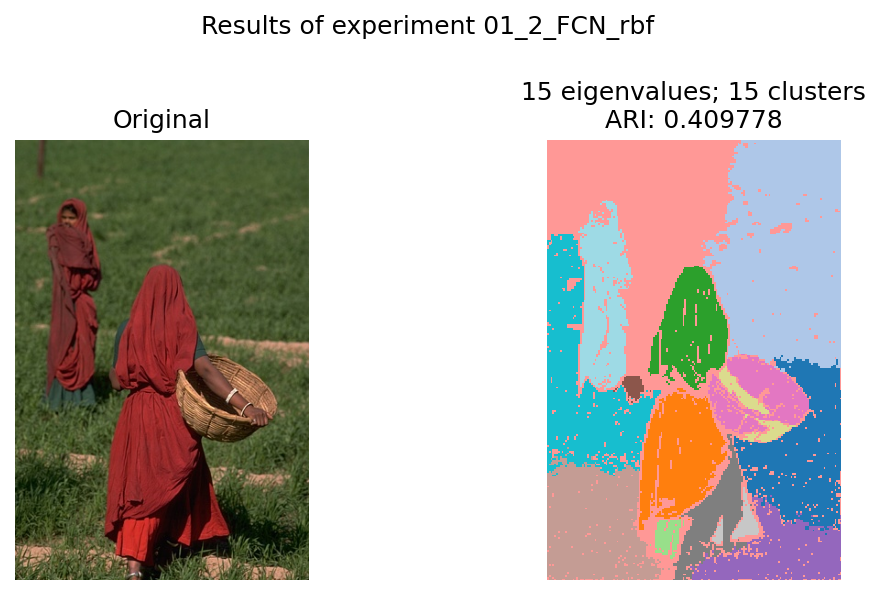 Results of experiment 01_2_FCN_rbf
Original
15 eigenvalues; 15 clusters
ARI: 0.409778